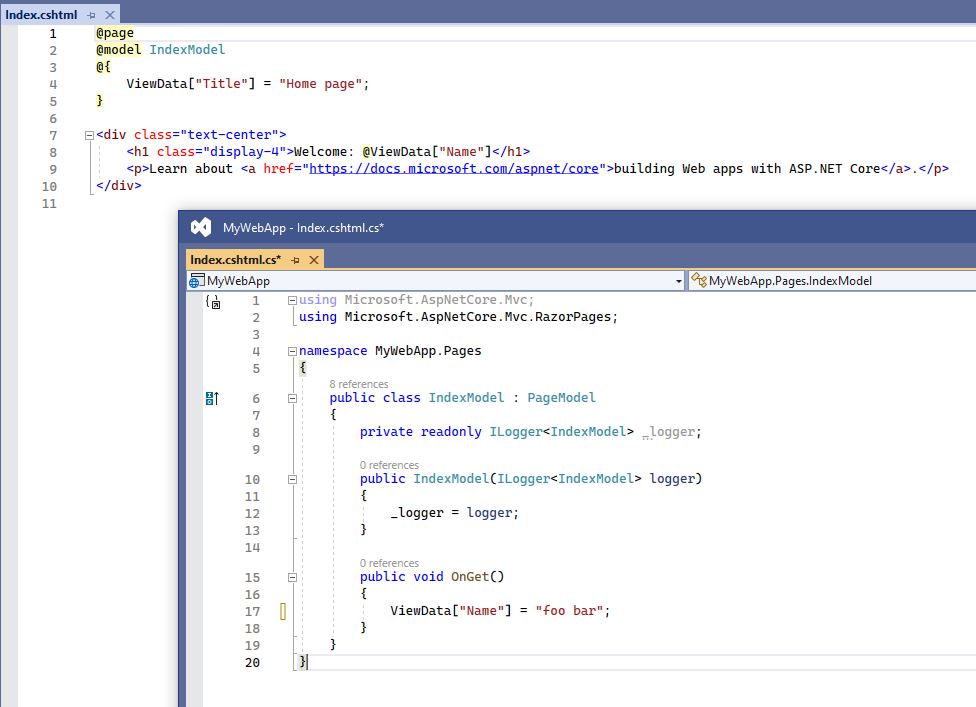 Index.cshtml
1 @page
2 @model IndexModel
3 @{
4 ViewData["Title"] = "Home page";
5 }
6
7 <div class="text-center">
8 <h1 class="display-4">Welcome: @ViewData["Name"]</h1>
9 <p>Learn about <a href="https://docs.microsoft.com/aspnet/core">building Web apps with ASP.NET Core</a>.</p>
10 </div>
11
MyWebApp - Index.cshtml.cs*
Index.cshtml.cs*
MyWebApp MyWebApp.Pages.IndexModel
1 using Microsoft.AspNetCore.Mvc;
2 using Microsoft.AspNetCore.Mvc.RazorPages;
3
4 namespace MyWebApp.Pages
5 {
8 references
6 public class IndexModel : PageModel
7 {
8 private readonly ILogger<IndexModel> _logger;
9
0 references
10 public IndexModel(ILogger<IndexModel> logger)
11 {
12 _logger = logger;
13 }
14
0 references
15 public void OnGet()
16 {
17 ViewData["Name"] = "foo bar";
18 }
19 }
20 }